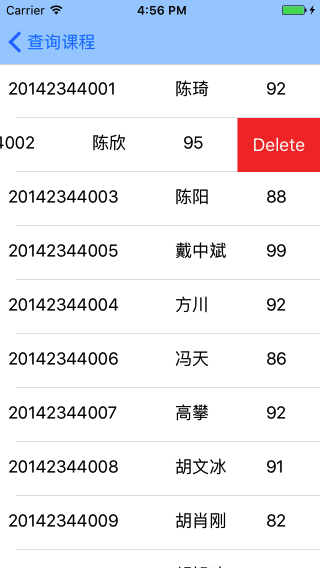 Carrier 4:56 PM
查询课程
20142344001 陈琦 92
4002 陈欣 95 Delete
20142344003 陈阳 88
20142344005 戴中斌 99
20142344004 方川 92
20142344006 冯天 86
20142344007 高攀 92
20142344008 胡文冰 91
20142344009 胡肖刚 82